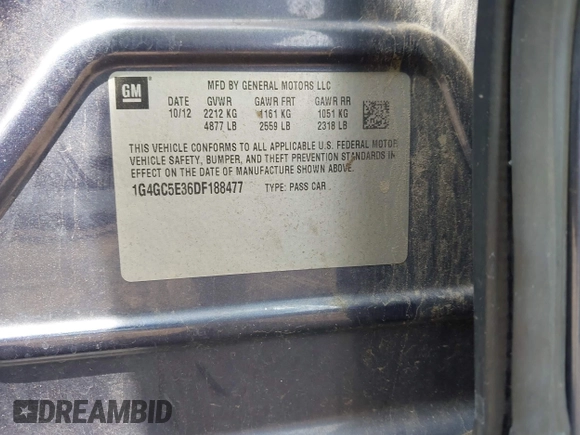 GM
MFD BY GENERAL MOTORS LLC
DATE GVWR GAWR FRT GAWR RR
10/12 2212 KG 1161 KG 1051 KG
4877 LB 2559 LB 2318 LB
THIS VEHICLE CONFORMS TO ALL APPLICABLE U.S. FEDERAL MOTOR
VEHICLE SAFETY, BUMPER, AND THEFT PREVENTION STANDARDS IN
EFFECT ON THE DATE OF MANUFACTURE SHOWN ABOVE.
1G4GC5E36DF188477 TYPE: PASS CAR
DREAMBID